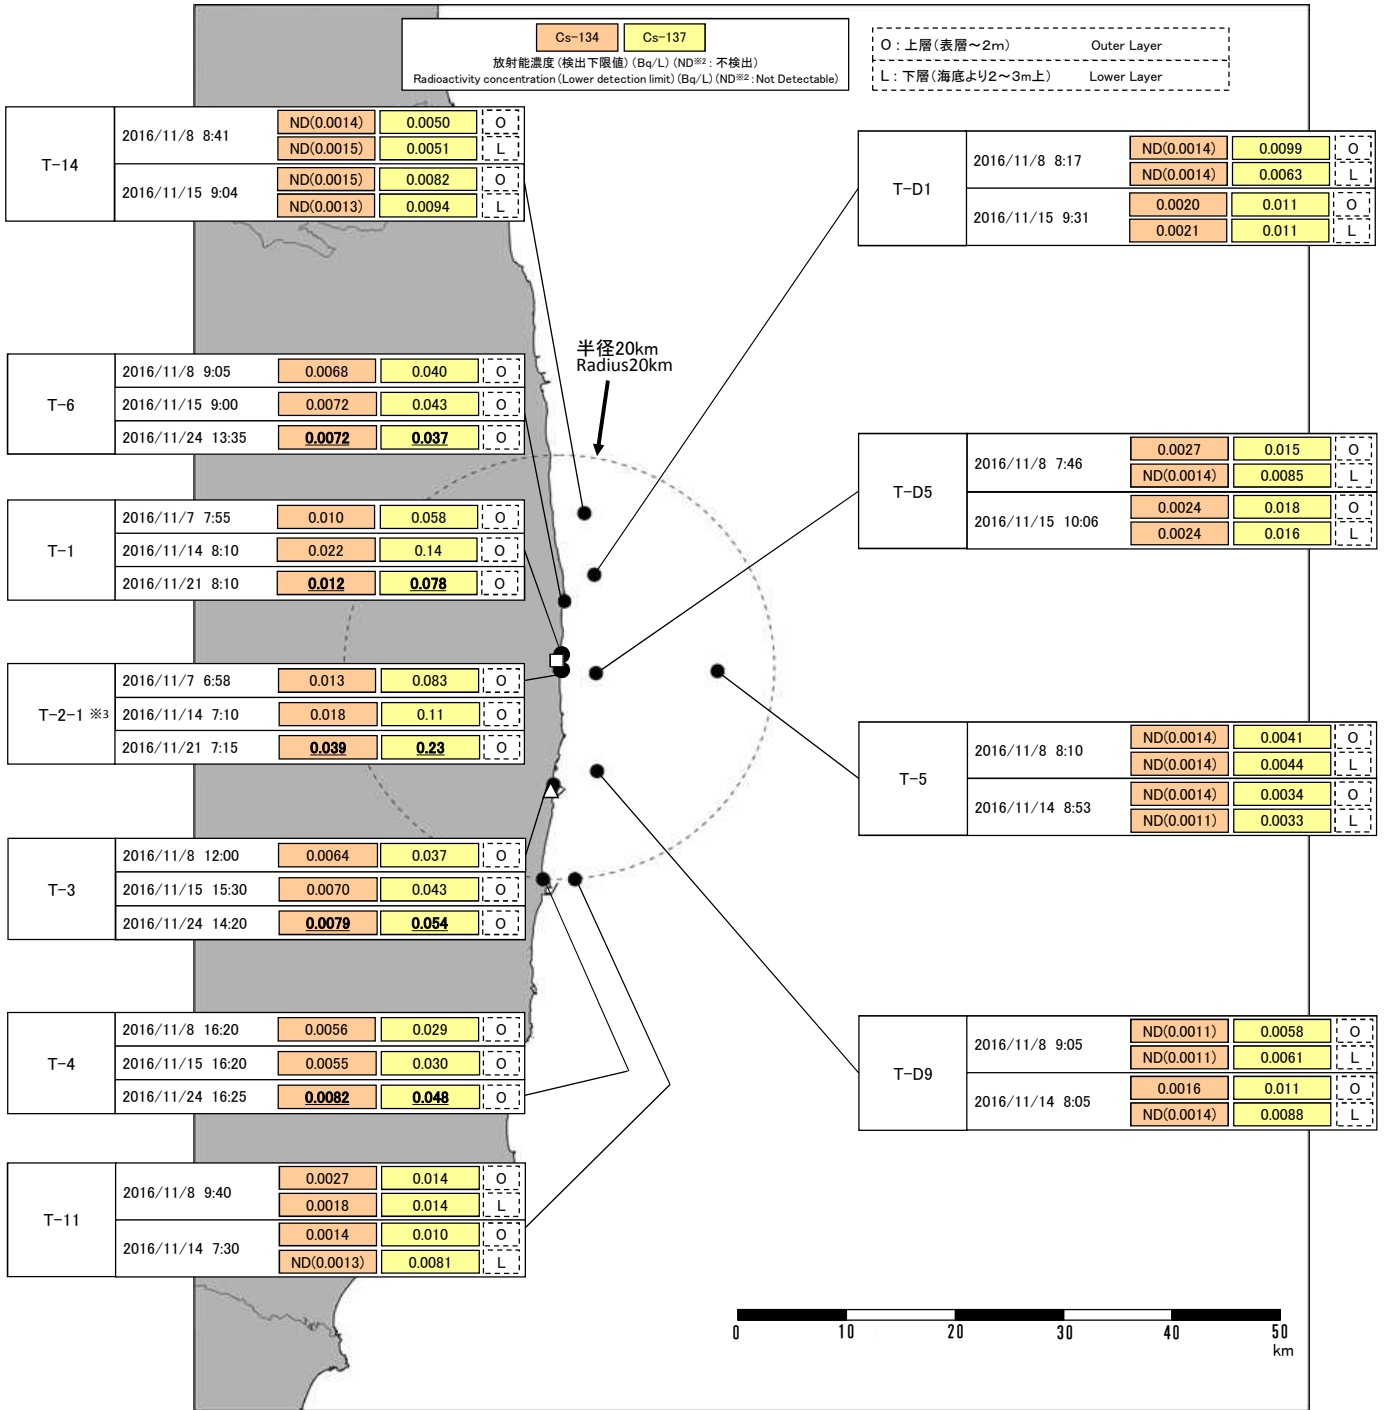 Cs-134 Cs-137
放射能濃度(検出下限値)(Bq/L)(ND※2:不検出)
Radioactivity concentration(Lower detection limit)(Bq/L)(ND※2:Not Detectable)
O:上層(表層～2m) Outer Layer
L:下層(海底より2～3m上) Lower Layer
T-14
2016/11/8 8:41 ND(0.0014) 0.0050 O
ND(0.0015) 0.0051 L
2016/11/15 9:04 ND(0.0015) 0.0082 O
ND(0.0013) 0.0094 L
T-D1
2016/11/8 8:17 ND(0.0014) 0.0099 O
ND(0.0014) 0.0063 L
2016/11/15 9:31 0.0020 0.011 O
0.0021 0.011 L
半径20km
Radius20km
T-6
2016/11/8 9:05 0.0068 0.040 O
2016/11/15 9:00 0.0072 0.043 O
2016/11/24 13:35 0.0072 0.037 O
T-D5
2016/11/8 7:46 0.0027 0.015 O
ND(0.0014) 0.0085 L
2016/11/15 10:06 0.0024 0.018 O
0.0024 0.016 L
T-1
2016/11/7 7:55 0.010 0.058 O
2016/11/14 8:10 0.022 0.14 O
2016/11/21 8:10 0.012 0.078 O
T-2-1 ※3
2016/11/7 6:58 0.013 0.083 O
2016/11/14 7:10 0.018 0.11 O
2016/11/21 7:15 0.039 0.23 O
T-5
2016/11/8 8:10 ND(0.0014) 0.0041 O
ND(0.0014) 0.0044 L
2016/11/14 8:53 ND(0.0014) 0.0034 O
ND(0.0011) 0.0033 L
T-3
2016/11/8 12:00 0.0064 0.037 O
2016/11/15 15:30 0.0070 0.043 O
2016/11/24 14:20 0.0079 0.054 O
T-4
2016/11/8 16:20 0.0056 0.029 O
2016/11/15 16:20 0.0055 0.030 O
2016/11/24 16:25 0.0082 0.048 O
T-D9
2016/11/8 9:05 ND(0.0011) 0.0058 O
ND(0.0011) 0.0061 L
2016/11/14 8:05 0.0016 0.011 O
ND(0.0014) 0.0088 L
T-11
2016/11/8 9:40 0.0027 0.014 O
0.0018 0.014 L
2016/11/14 7:30 0.0014 0.010 O
ND(0.0013) 0.0081 L
0 10 20 30 40 50
km